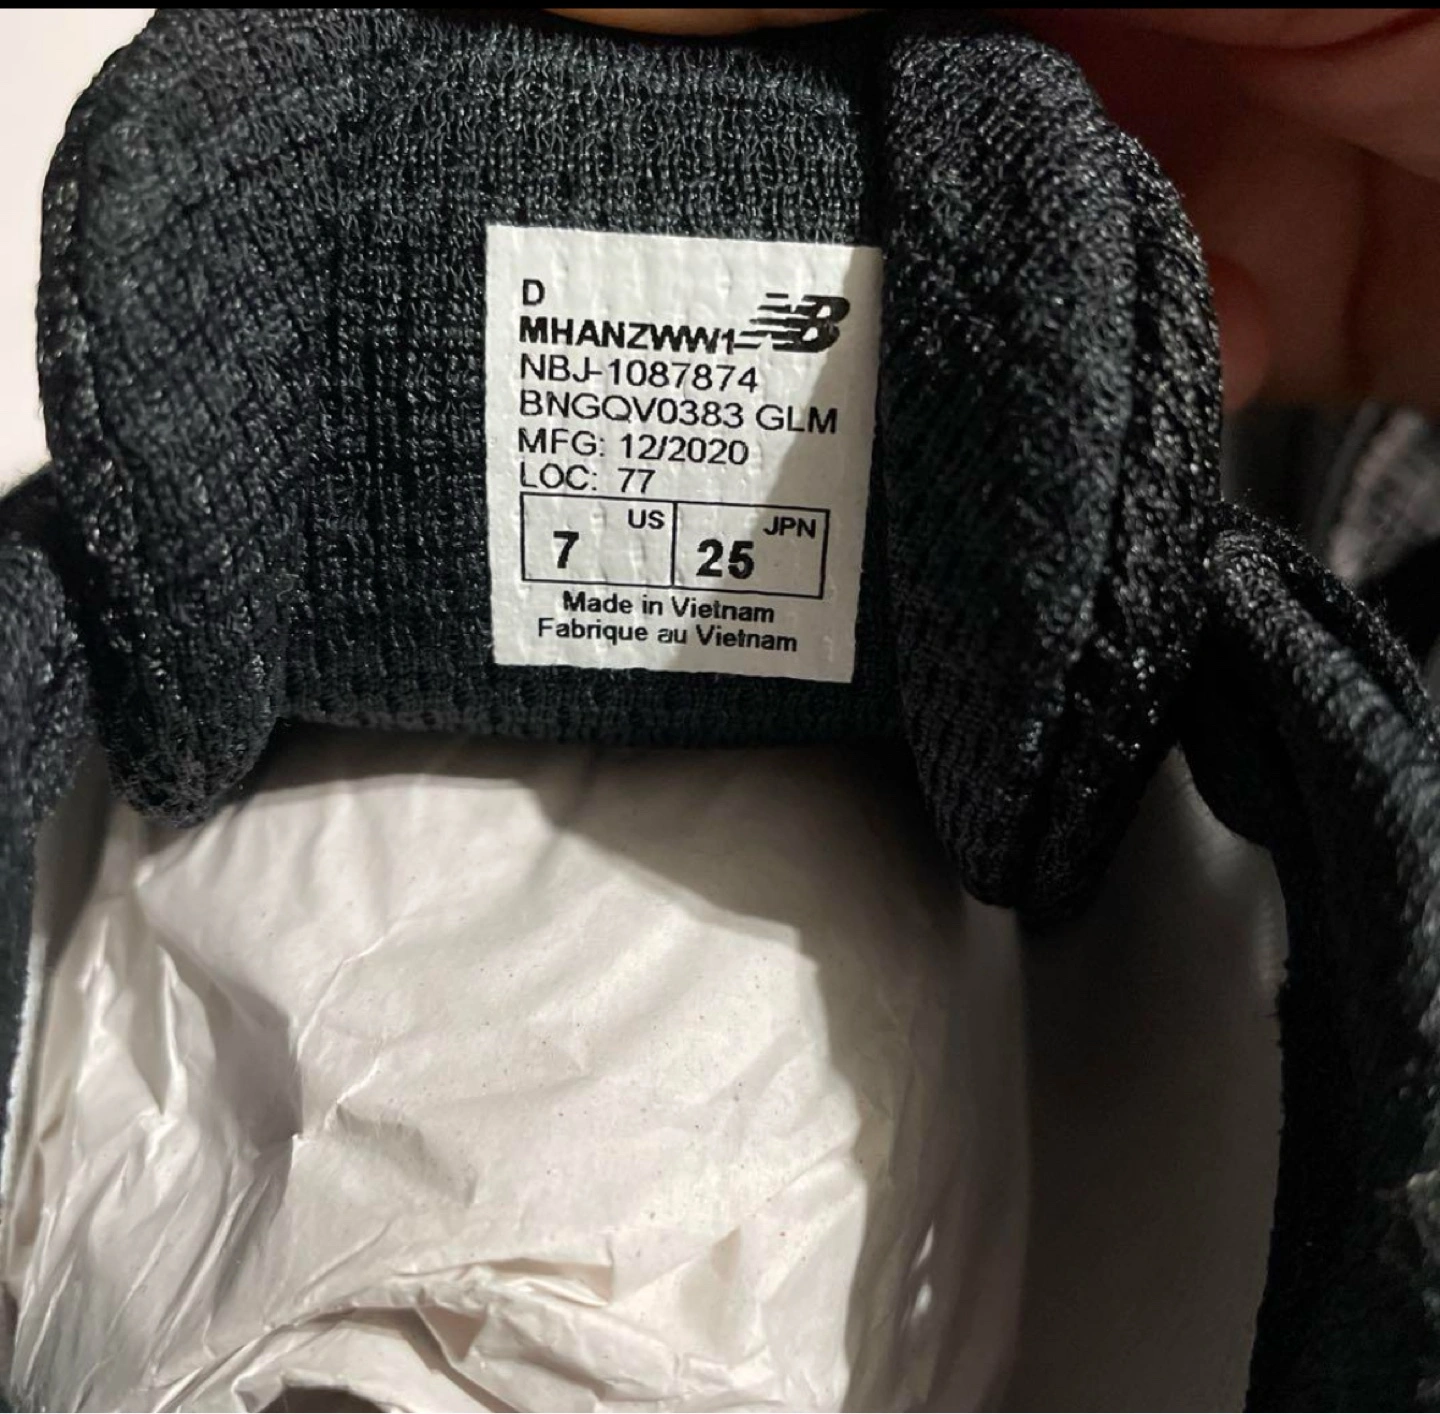 D
MHANZWW1
NBJ-1087874
BNGQV0383 GLM
MFG: 12/2020
LOC: 77
7 US 25 JPN
Made in Vietnam
Fabrique au Vietnam